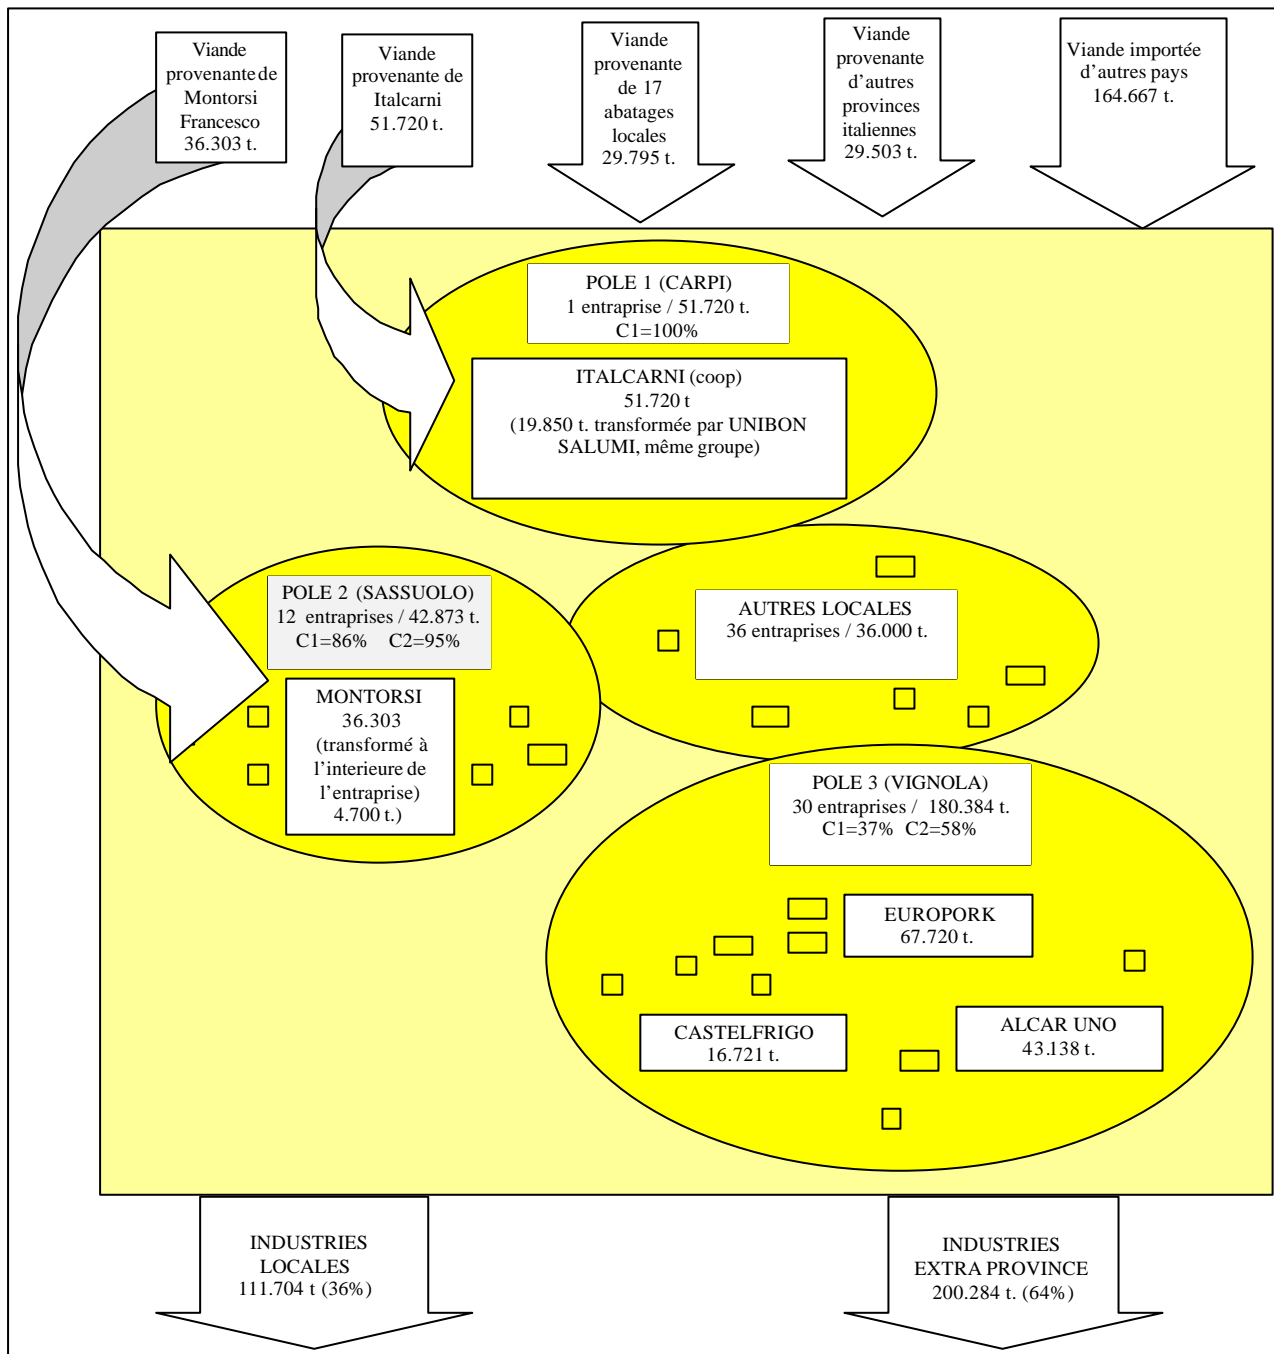 Viande
provenante de
Montorsi
Francesco
36.303 t.
Viande
provenante de
Italcarni
51.720 t.
Viande
provenante
de 17
abatages
locales
29.795 t.
Viande
provenante
d’autres
provinces
italiennes
29.503 t.
Viande importée
d’autres pays
164.667 t.
POLE 1 (CARPI)
1 entraprise / 51.720 t.
C1=100%
ITALCARNI (coop)
51.720 t
(19.850 t. transformée par UNIBON
SALUMI, même groupe)
POLE 2 (SASSUOLO)
12 entraprises / 42.873 t.
C1=86% C2=95%
MONTORSI
36.303
(transformé à
l’interieure de
l’entraprise)
4.700 t.)
AUTRES LOCALES
36 entraprises / 36.000 t.
POLE 3 (VIGNOLA)
30 entraprises / 180.384 t.
C1=37% C2=58%
EUROPORK
67.720 t.
CASTELFRIGO
16.721 t.
ALCAR UNO
43.138 t.
INDUSTRIES
LOCALES
111.704 t (36%)
INDUSTRIES
EXTRA PROVINCE
200.284 t. (64%)